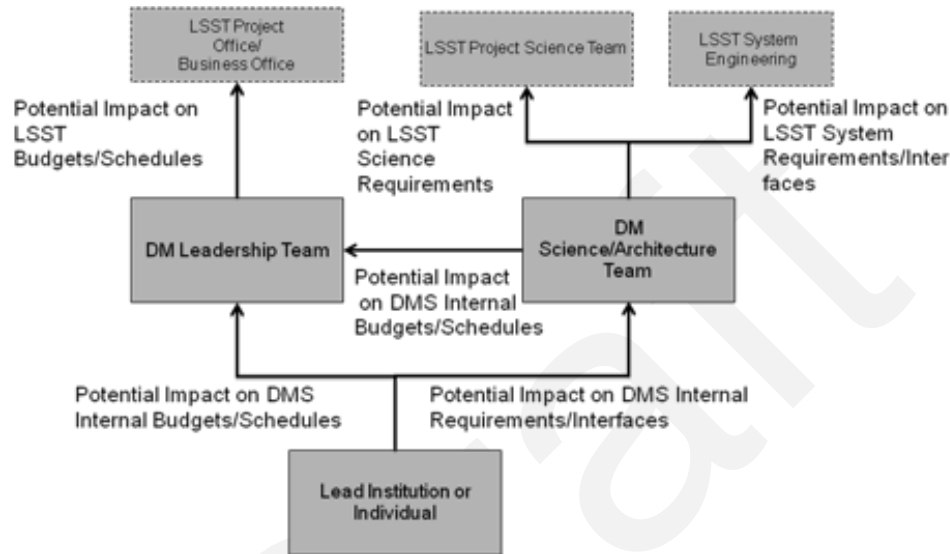 LSST Project
Office/
Business Office
LSST Project Science Team
LSST System
Engineering
Potential Impact on
LSST
Budgets/Schedules
Potential Impact
on LSST
Science
Requirements
Potential Impact on
LSST System
Requirements/Inter
faces
DM Leadership Team
DM
Science/Architecture
Team
Potential Impact
on DMS Internal
Budgets/Schedules
Potential Impact on DMS
Internal Budgets/Schedules
Potential Impact on DMS Internal
Requirements/Interfaces
Lead Institution or
Individual